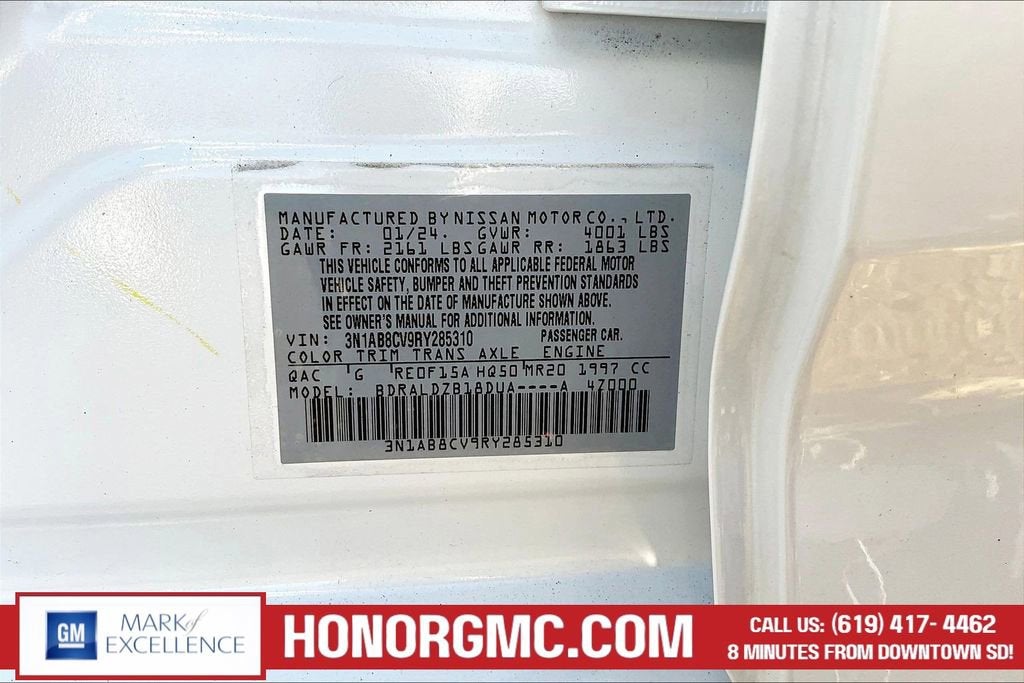 MANUFACTURED BY NISSAN MOTOR CO., LTD.
DATE: 01/24. GVWR: 4001 LBS
GAWR FR: 2161 LBS GAWR RR: 1863 LBS
THIS VEHICLE CONFORMS TO ALL APPLICABLE FEDERAL MOTOR
VEHICLE SAFETY, BUMPER AND THEFT PREVENTION STANDARDS
IN EFFECT ON THE DATE OF MANUFACTURE SHOWN ABOVE.
SEE OWNER'S MANUAL FOR ADDITIONAL INFORMATION.
VIN: 3N1AB8CV9RY285310 PASSENGER CAR.
COLOR TRIM TRANS AXLE ENGINE
QAC G RE0F15A HQ50 MR20 1997 CC
MODEL: BDRALDZB18DUA----A 4Z000
3N1AB8CV9RY285310
GM MARK of EXCELLENCE
HONORGMC.COM
CALL US: (619) 417- 4462
8 MINUTES FROM DOWNTOWN SD!